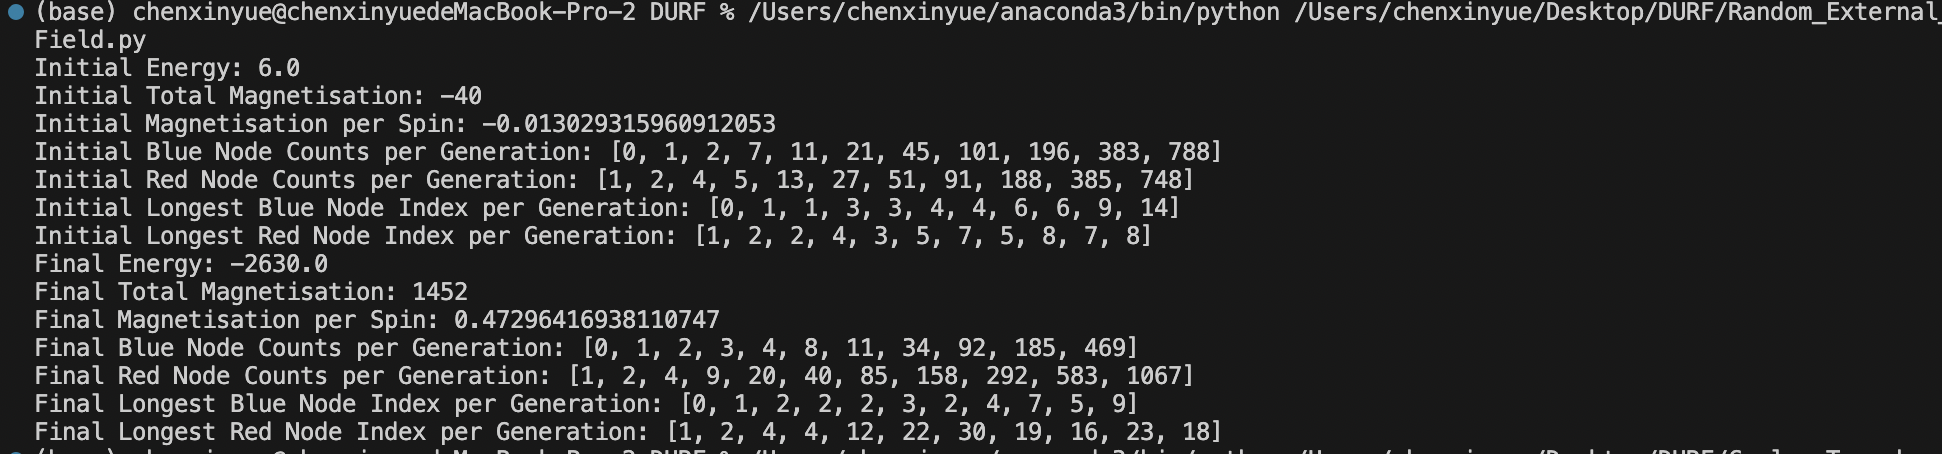 (base) chenxinyue@chenxinyuedeMacBook-Pro-2 DURF % /Users/chenxinyue/anaconda3/bin/python /Users/chenxinyue/Desktop/DURF/Random_External_
Field.py
Initial Energy: 6.0
Initial Total Magnetisation: -40
Initial Magnetisation per Spin: -0.013029315960912053
Initial Blue Node Counts per Generation: [0, 1, 2, 7, 11, 21, 45, 101, 196, 383, 788]
Initial Red Node Counts per Generation: [1, 2, 4, 5, 13, 27, 51, 91, 188, 385, 748]
Initial Longest Blue Node Index per Generation: [0, 1, 1, 3, 3, 4, 4, 6, 6, 9, 14]
Initial Longest Red Node Index per Generation: [1, 2, 2, 4, 3, 5, 7, 5, 8, 7, 8]
Final Energy: -2630.0
Final Total Magnetisation: 1452
Final Magnetisation per Spin: 0.47296416938110747
Final Blue Node Counts per Generation: [0, 1, 2, 3, 4, 8, 11, 34, 92, 185, 469]
Final Red Node Counts per Generation: [1, 2, 4, 9, 20, 40, 85, 158, 292, 583, 1067]
Final Longest Blue Node Index per Generation: [0, 1, 2, 2, 2, 3, 2, 4, 7, 5, 9]
Final Longest Red Node Index per Generation: [1, 2, 4, 4, 12, 22, 30, 19, 16, 23, 18]